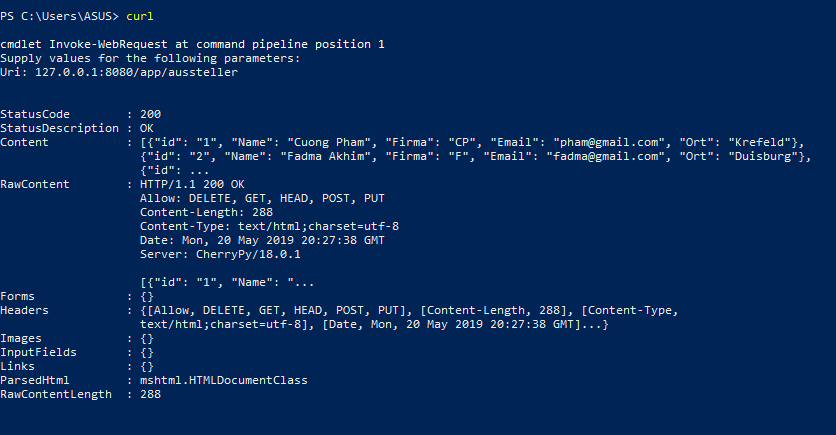 PS C:\Users\ASUS> curl
cmdlet Invoke-WebRequest at command pipeline position 1
Supply values for the following parameters:
Uri: 127.0.0.1:8080/app/aussteller
StatusCode        : 200
StatusDescription : OK
Content           : [{"id": "1", "Name": "Cuong Pham", "Firma": "CP", "Email": "pham@gmail.com", "Ort": "Krefeld"},
                    {"id": "2", "Name": "Fadma Akhim", "Firma": "F", "Email": "fadma@gmail.com", "Ort": "Duisburg"},
                    {"id": ...
RawContent        : HTTP/1.1 200 OK
                    Allow: DELETE, GET, HEAD, POST, PUT
                    Content-Length: 288
                    Content-Type: text/html;charset=utf-8
                    Date: Mon, 20 May 2019 20:27:38 GMT
                    Server: CherryPy/18.0.1
                    [{"id": "1", "Name": "...
Forms             : {}
Headers           : {[Allow, DELETE, GET, HEAD, POST, PUT], [Content-Length, 288], [Content-Type,
                    text/html;charset=utf-8], [Date, Mon, 20 May 2019 20:27:38 GMT]...}
Images            : {}
InputFields       : {}
Links             : {}
ParsedHtml        : mshtml.HTMLDocumentClass
RawContentLength  : 288